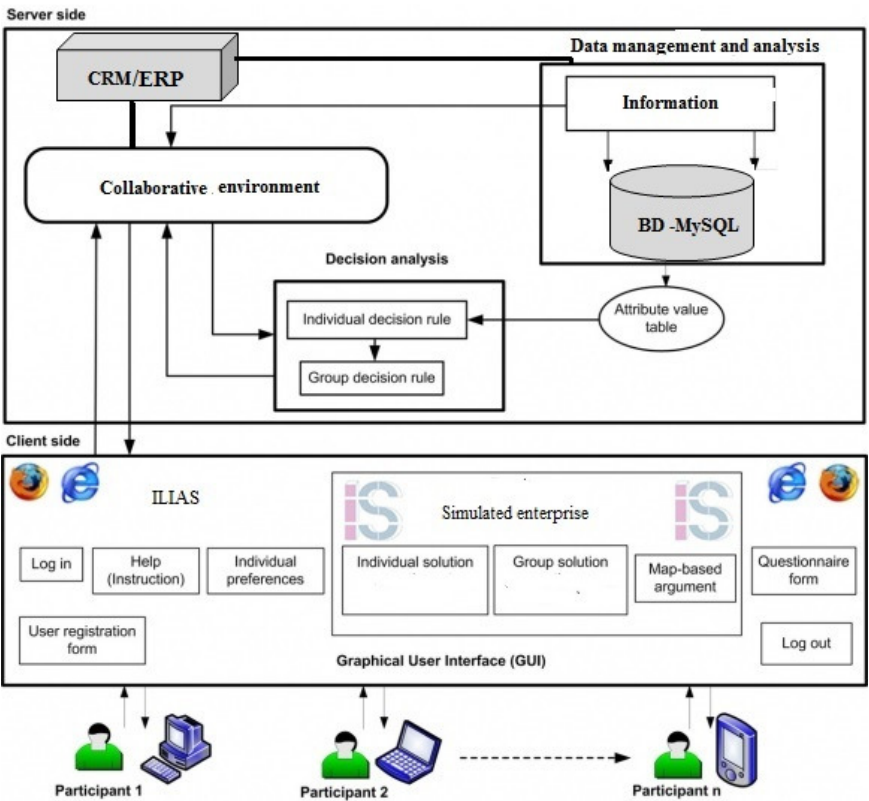 Server side
Data management and analysis
CRM/ERP
Information
Collaborative environment
BD -MySQL
Decision analysis
Individual decision rule
Attribute value
table
Group decision rule
Client side
ILIAS
iS
Simulated enterprise
iS
Log in
Help
(Instruction)
Individual
preferences
Individual solution
Group solution
Map-based
argument
Questionnaire
form
User registration
form
Log out
Graphical User Interface (GUI)
Participant 1
Participant 2
Participant n